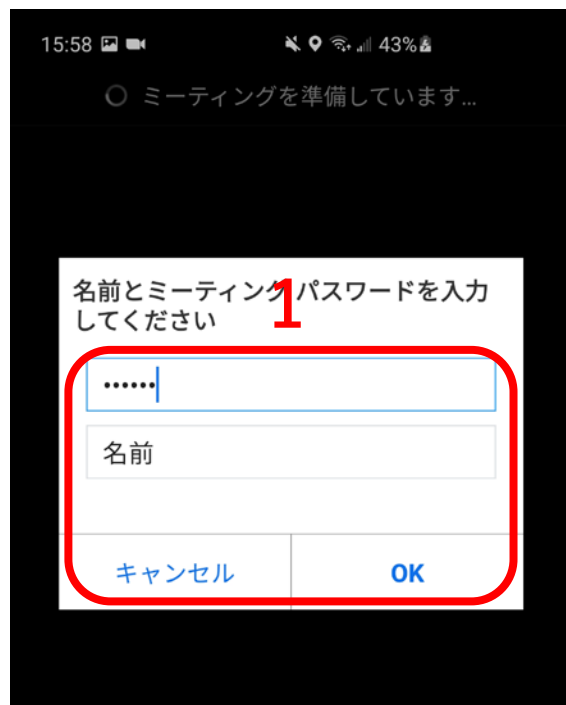 15:58 43%
ミーティングを準備しています...
名前とミーティング パスワードを入力
してください
1
••••••
名前
キャンセル OK